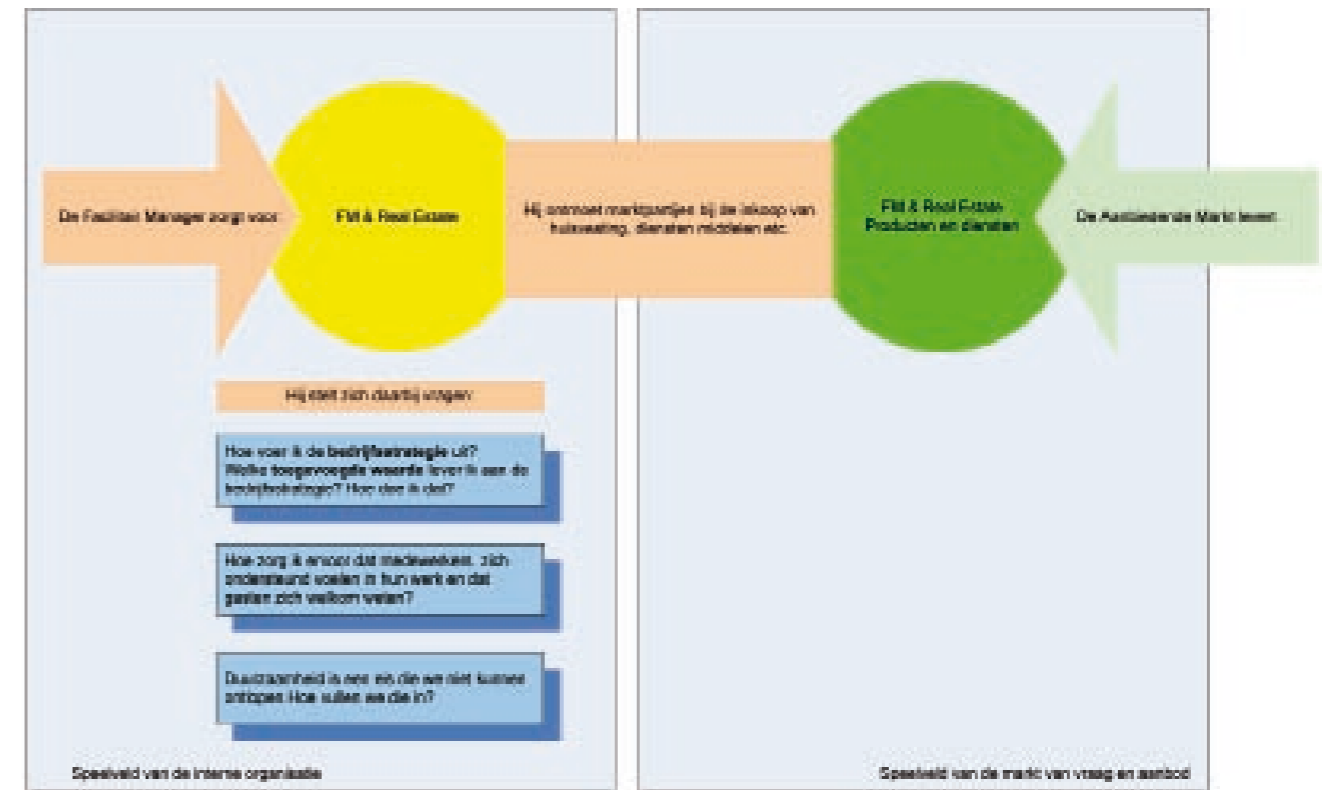 De Facilitair Manager zorgt voor
FM & Real Estate
Hij ontmoet marktpartijen bij de inkoop van
huisvesting, diensten middelen etc.
FM & Real Estate
Producten en diensten
De Aanbiedende Markt levert
Hij stelt zich daarbij vragen
Hoe voer ik de bedrijfsstrategie uit?
Welke toegevoegde waarde lever ik aan de
bedrijfsstrategie? Hoe doe ik dat?
Hoe zorg ik ervoor dat medewerkers, zich
ondersteund voelen in hun werk en dat
gasten zich welkom weten?
Duurzaamheid is een eis die we niet kunnen
ontlopen Hoe vullen we die in?
Speelveld van de interne organisatie
Speelveld van de markt van vraag en aanbod